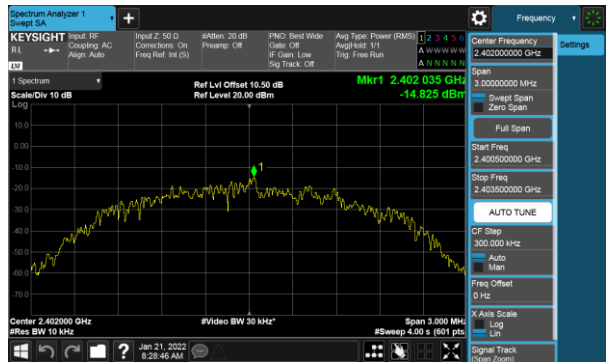 Spectrum Analyzer 1
Swept SA
+
Frequency
KEYSIGHT
RL
Input: RF
Coupling: AC
Align: Auto
Input Z: 50 Ω
Corrections: On
Freq Ref: Int (S)
#Atten: 20 dB
Preamp: Off
PNO: Best Wide
Gate: Off
IF Gain: Low
Sig Track: Off
Avg Type: Power (RMS)
Avg|Hold: 1/1
Trig: Free Run
1 2 3 4 5 6
A W W W W W
A N N N N N
LXI
1 Spectrum
Scale/Div 10 dB
Log
Ref Lvl Offset 10.50 dB
Ref Level 20.00 dBm
Mkr1 2.402 035 GHz
-14.825 dBm
10.0
0.00
-10.0
-20.0
-30.0
-40.0
-50.0
-60.0
-70.0
1
Center 2.402000 GHz
#Res BW 10 kHz
#Video BW 30 kHz*
Span 3.000 MHz
#Sweep 4.00 s (601 pts)
Jan 21, 2022
8:28:46 AM
?
Center Frequency
2.402000000 GHz
Settings
Span
3.00000000 MHz
Swept Span
Zero Span
Full Span
Start Freq
2.400500000 GHz
Stop Freq
2.403500000 GHz
AUTO TUNE
CF Step
300.000 kHz
Auto
Man
Freq Offset
0 Hz
X Axis Scale
Log
Lin
Signal Track
(Span Zoom)